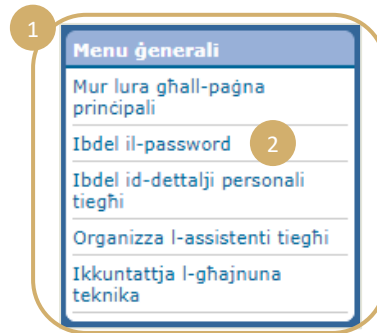 1
Menu ġenerali
Mur lura għall-paġna
prinċipali
Ibdel il-password
2
Ibdel id-dettalji personali
tiegħi
Organizza l-assistenti tiegħi
Ikkuntattja l-għajnuna
teknika